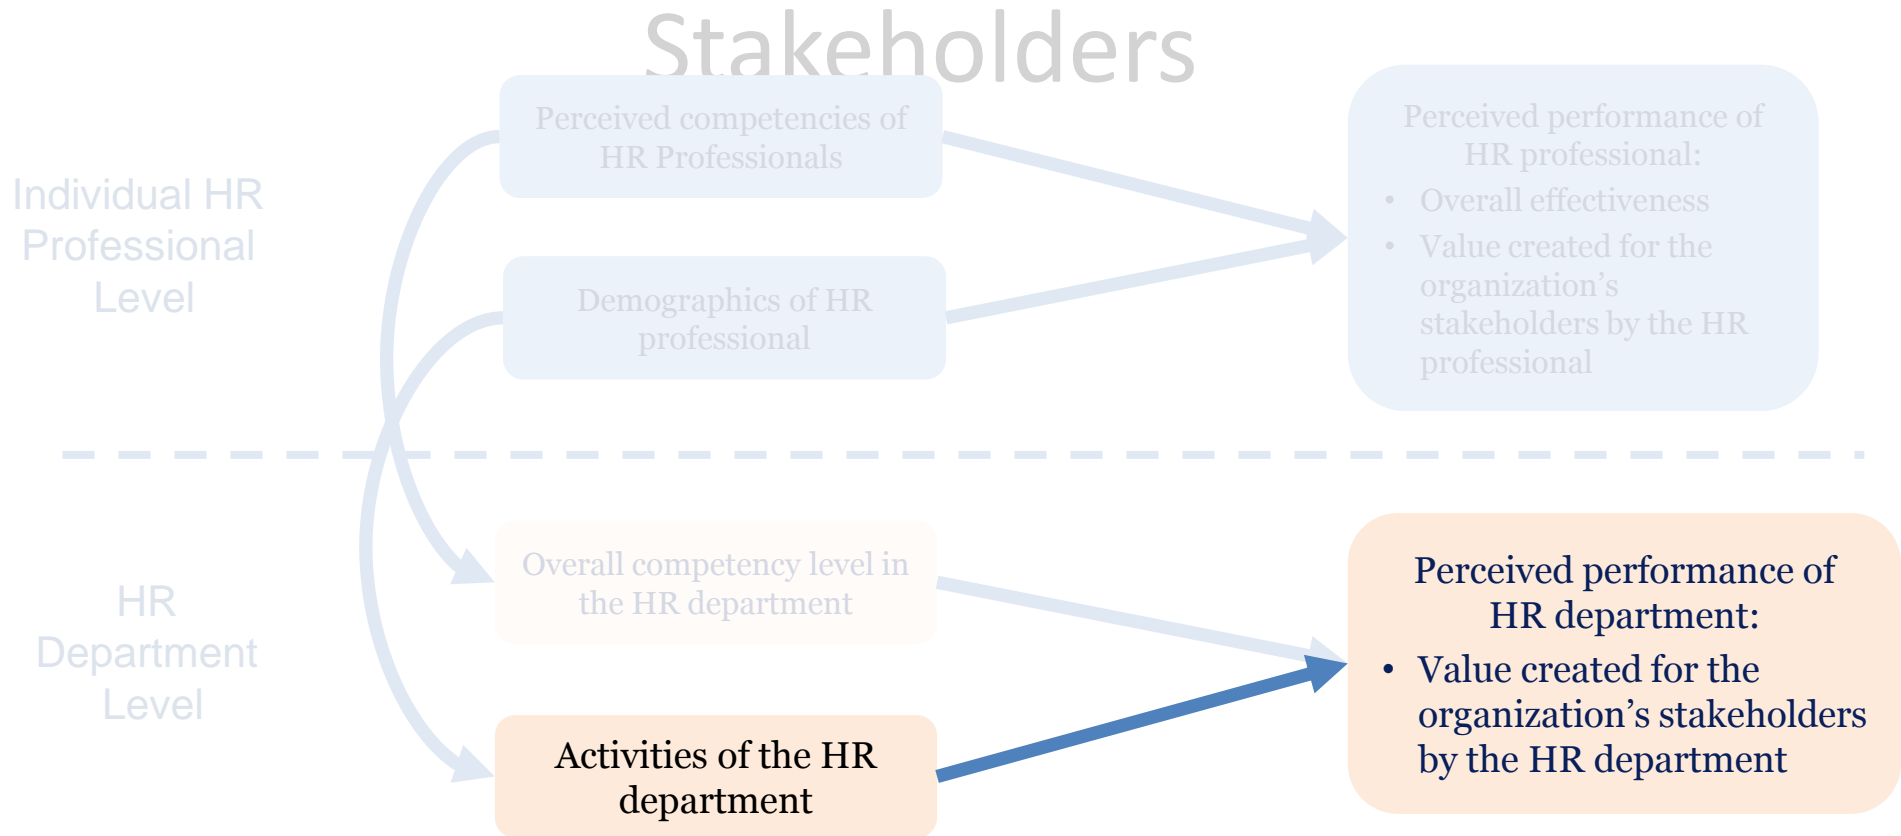 Stakeholders
Individual HR
Professional
Level
Perceived competencies of
HR Professionals
Demographics of HR
professional
Perceived performance of
HR professional:
• Overall effectiveness
• Value created for the
organization’s
stakeholders by the HR
professional
HR
Department
Level
Overall competency level in
the HR department
Activities of the HR
department
Perceived performance of
HR department:
• Value created for the
organization’s stakeholders
by the HR department